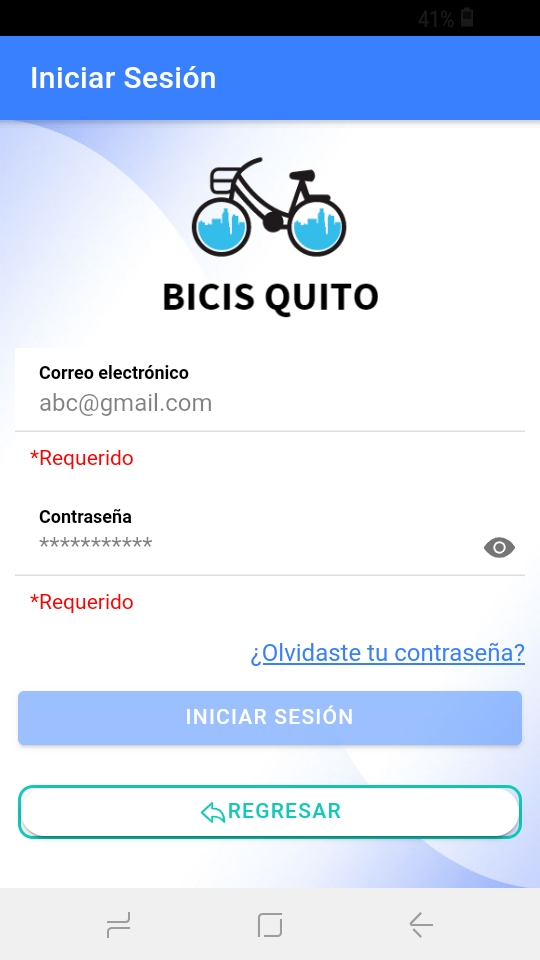 41%
Iniciar Sesión
BICIS QUITO
Correo electrónico
abc@gmail.com
*Requerido
Contraseña
***********
*Requerido
¿Olvidaste tu contraseña?
INICIAR SESIÓN
REGRESAR